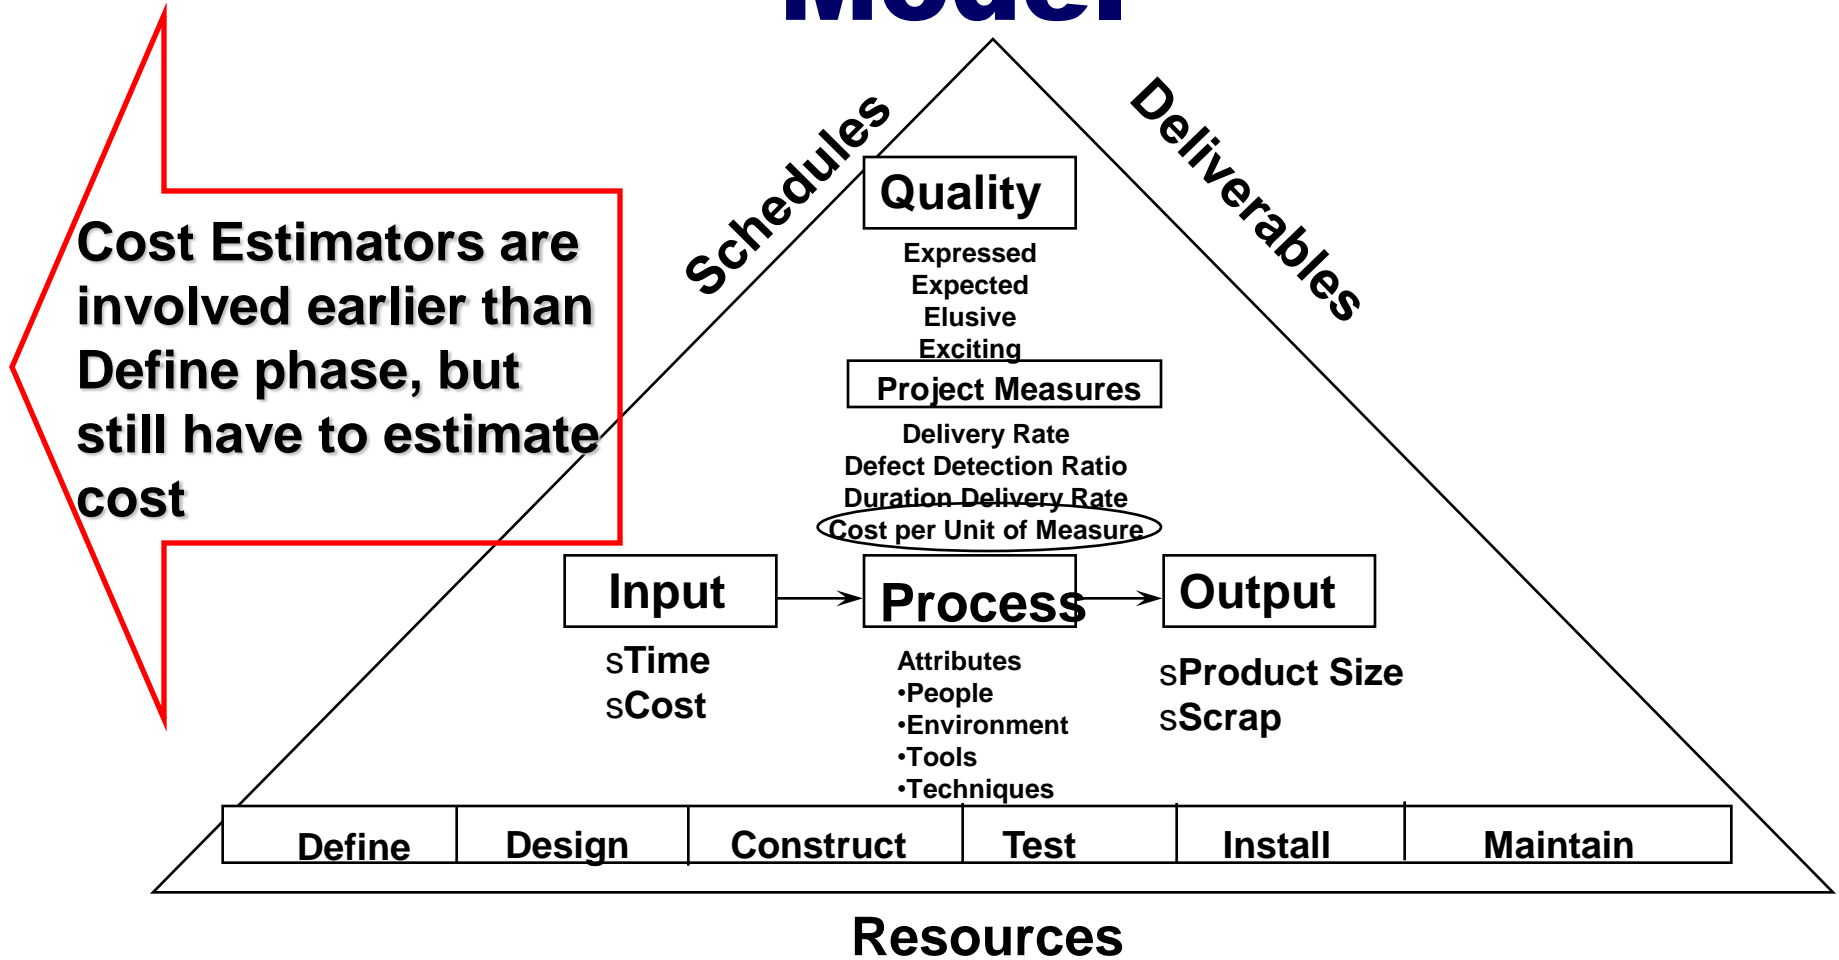 Model
Schedules
Deliverables
Cost Estimators are
involved earlier than
Define phase, but
still have to estimate
cost
Quality
Expressed
Expected
Elusive
Exciting
Project Measures
Delivery Rate
Defect Detection Ratio
Duration Delivery Rate
Cost per Unit of Measure
Input
Process
Output
sTime
sCost
Attributes
•People
•Environment
•Tools
•Techniques
sProduct Size
sScrap
Define Design Construct Test Install Maintain
Resources